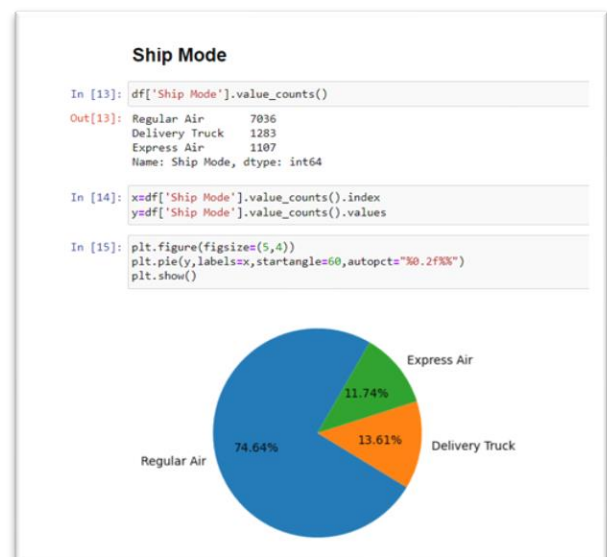 Ship Mode
In [13]: df['Ship Mode'].value_counts()
Out[13]: Regular Air 7036
Delivery Truck 1283
Express Air 1107
Name: Ship Mode, dtype: int64
In [14]: x=df['Ship Mode'].value_counts().index
y=df['Ship Mode'].value_counts().values
In [15]: plt.figure(figsize=(5,4))
plt.pie(y,labels=x,startangle=60,autopct="%0.2f%%")
plt.show()
Express Air
11.74%
13.61%
Delivery Truck
74.64%
Regular Air